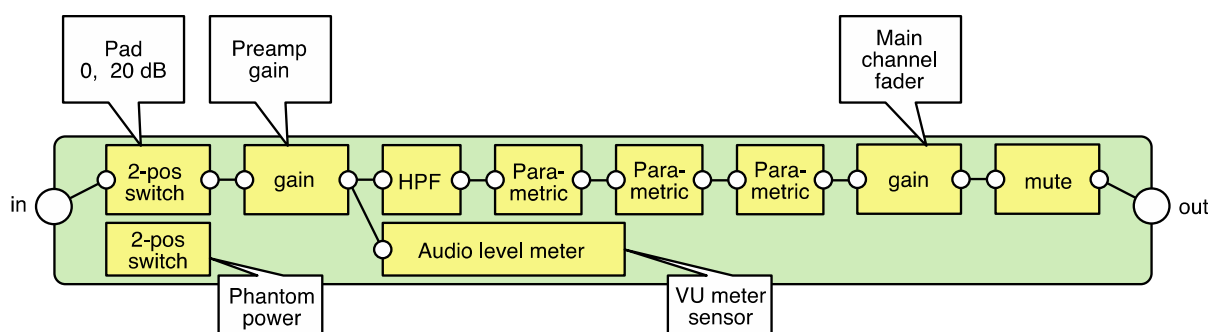 Pad
0, 20 dB
Preamp
gain
Main
channel
fader
in
2-pos
switch
gain
HPF
Para-
metric
Para-
metric
Para-
metric
gain
mute
out
2-pos
switch
Audio level meter
Phantom
power
VU meter
sensor